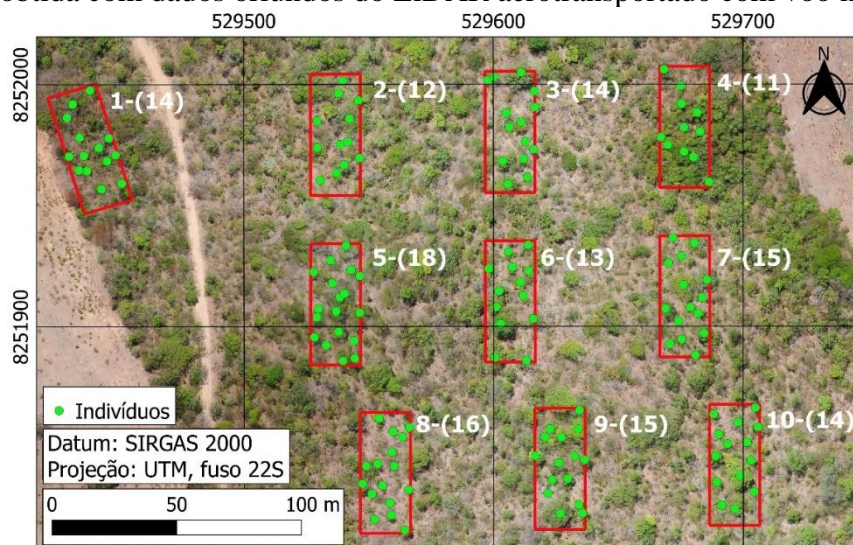 529500 529600 529700
8252000
8251900
N
1-(14)
2-(12)
3-(14)
4-(11)
5-(18)
6-(13)
7-(15)
8-(16)
9-(15)
10-(14)
Indivíduos
Datum: SIRGAS 2000
Projeção: UTM, fuso 22S
0 50 100 m